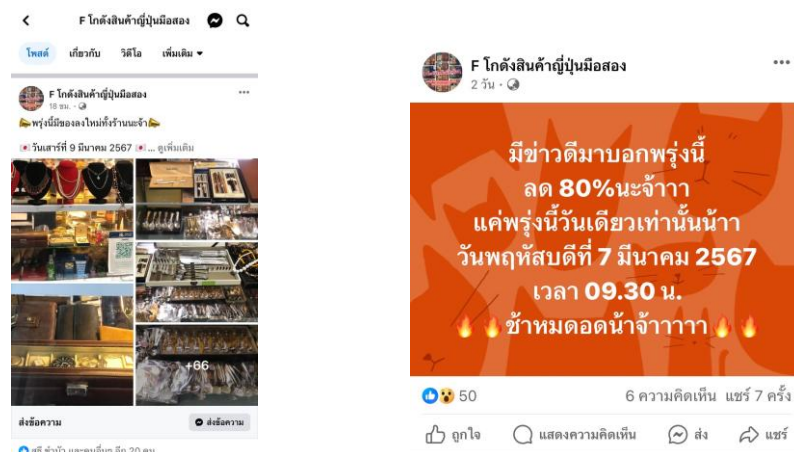 F โกดังสินค้าญี่ปุ่นมือสอง
โพสต์ เกี่ยวกับ วิดีโอ เพิ่มเติม
F โกดังสินค้าญี่ปุ่นมือสอง
18 ชม.
พรุ่งนี้มีของลงใหม่ทั้งร้านนะจ้า
วันเสาร์ที่ 9 มีนาคม 2567 ... ดูเพิ่มเติม
+66
ส่งข้อความ
ส่งข้อความ
F โกดังสินค้าญี่ปุ่นมือสอง
2 วัน
มีข่าวดีมาบอกพรุ่งนี้
ลด 80%นะจ้าาา
แค่พรุ่งนี้วันเดียวเท่านั้นน้าา
วันพฤหัสบดีที่ 7 มีนาคม 2567
เวลา 09.30 น.
🔥🔥ช้าหมดอดน้าจ้าาาาา🔥🔥
50
6 ความคิดเห็น แชร์ 7 ครั้ง
ถูกใจ แสดงความคิดเห็น ส่ง แชร์